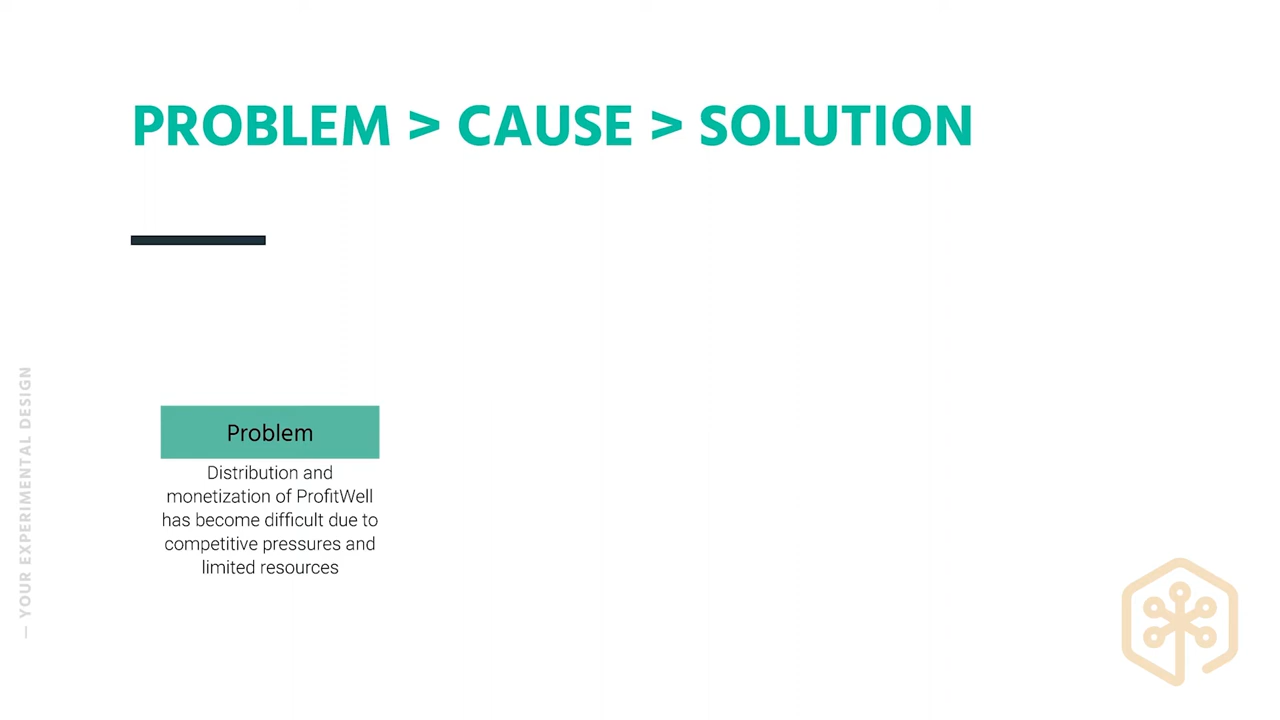 PROBLEM > CAUSE > SOLUTION
— YOUR EXPERIMENTAL DESIGN
Problem
Distribution and
monetization of ProfitWell
has become difficult due to
competitive pressures and
limited resources